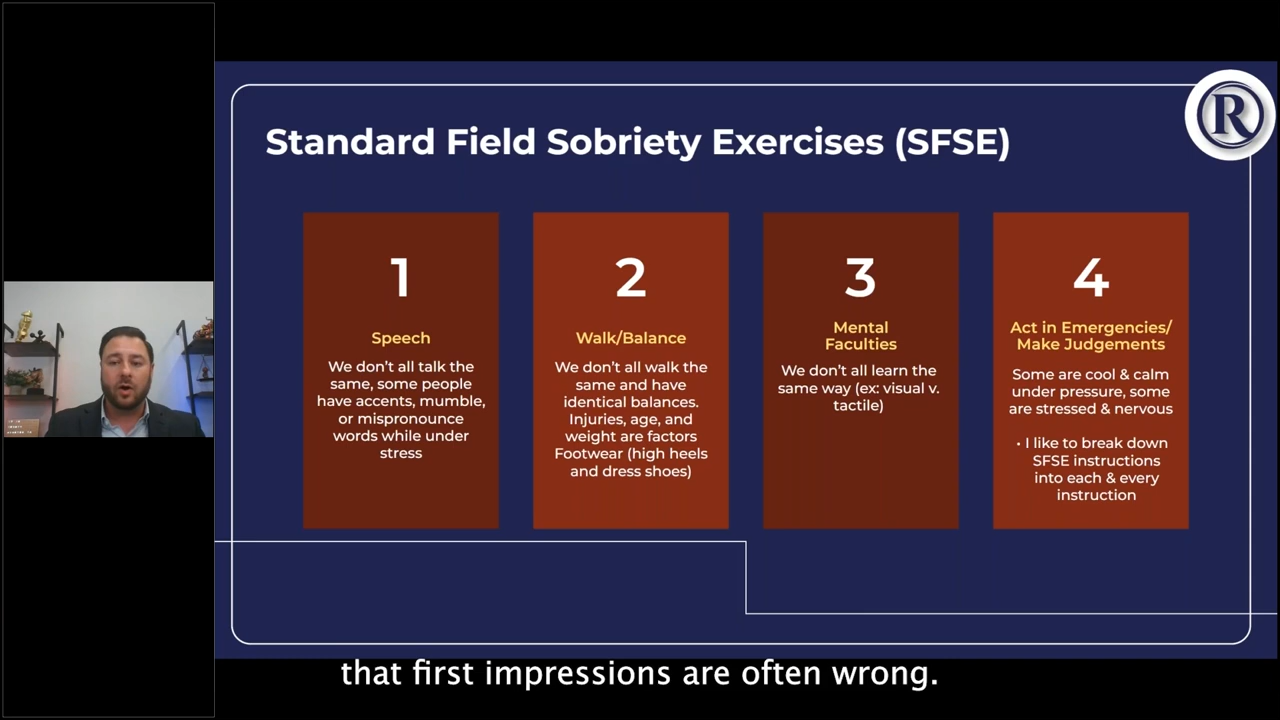 Standard Field Sobriety Exercises (SFSE)
R
1
Speech
We don't all talk the
same, some people
have accents, mumble,
or mispronounce
words while under
stress
2
Walk/Balance
We don't all walk the
same and have
identical balances.
Injuries, age, and
weight are factors
Footwear (high heels
and dress shoes)
3
Mental
Faculties
We don't all learn the
same way (ex: visual v.
tactile)
4
Act in Emergencies/
Make Judgements
Some are cool & calm
under pressure, some
are stressed & nervous
• I like to break down
SFSE instructions
into each & every
instruction
that first impressions are often wrong.